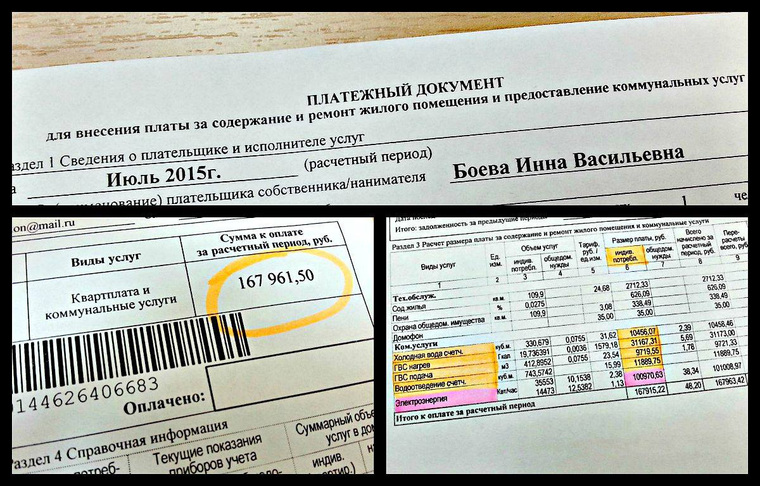 ПЛАТЕЖНЫЙ ДОКУМЕНТ
для внесения платы за содержание и ремонт жилого помещения и предоставление коммунальных услуг
раздел 1 Сведения о плательщике и исполнителе услуг
Июль 2015г. (расчетный период) Боева Инна Васильевна
плательщика собственника/нанимателя 1 че
on@mail.ru
Виды услуг
Сумма к оплате
за расчетный период, руб.
Квартплата и
коммунальные услуги
167 961,50
0144626406683
Оплачено:
Раздел 4 Справочная информация
Текущие показания
приборов учета
Суммарный объе
услуг в до
индив.
Итого: задолженность за предыдущие
Раздел 3 Расчет размера платы за содержание и ремонт жилого помещения и коммунальные услуги
Виды услуг
Ед. изм.
Объем услуг
индив. потребл.
общедом. нужды
Тариф, руб./ед.изм.
Размер платы, руб.
индив. потребл.
общедом. нужды
Всего начислено за расчетный период, руб.
Пере-расчеты всего,
1 2 3 4 5 6 7 8 9
Тех.обслуж. 2712,33 2712,33
Сод жилья кв.м 109,9 24,68 626,09 626,09
Пени % 0,0275 338,49 338,49
Охрана общедом. имущества кв.м 109,9 3,08 35,00 35,00
Домофон
Ком.услуги
Холодная вода счетч. куб.м 330,679 0,0755 31,62 10456,07 2,39 10458,46
ГВС нагрев Гкал 19,736391 0,0036 1579,18 31167,31 5,69 31173,00
ГВС подача м3 412,8952 0,0755 23,54 9719,55 1,78 9721,33
Водоотведение счетч. куб.м 743,5742 15,99 11889,75 11889,75
Электроэнергия Квт/час 35553 10,1538 2,38 100970,63 38,34 101008,97
14473 12,5382 1,13
Итого к оплате за расчетный период 167915,22 48,20 167963,42